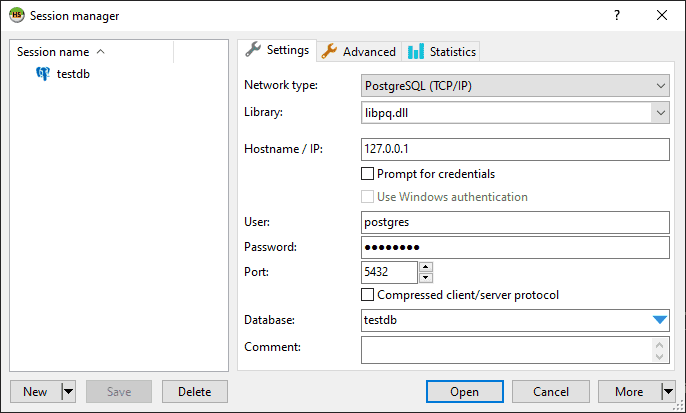 HS Session manager
Session name
testdb
Settings Advanced Statistics
Network type: PostgreSQL (TCP/IP)
Library: libpq.dll
Hostname / IP: 127.0.0.1
Prompt for credentials
Use Windows authentication
User: postgres
Password: ●●●●●●●●
Port: 5432
Compressed client/server protocol
Database: testdb
Comment:
New Save Delete Open Cancel More